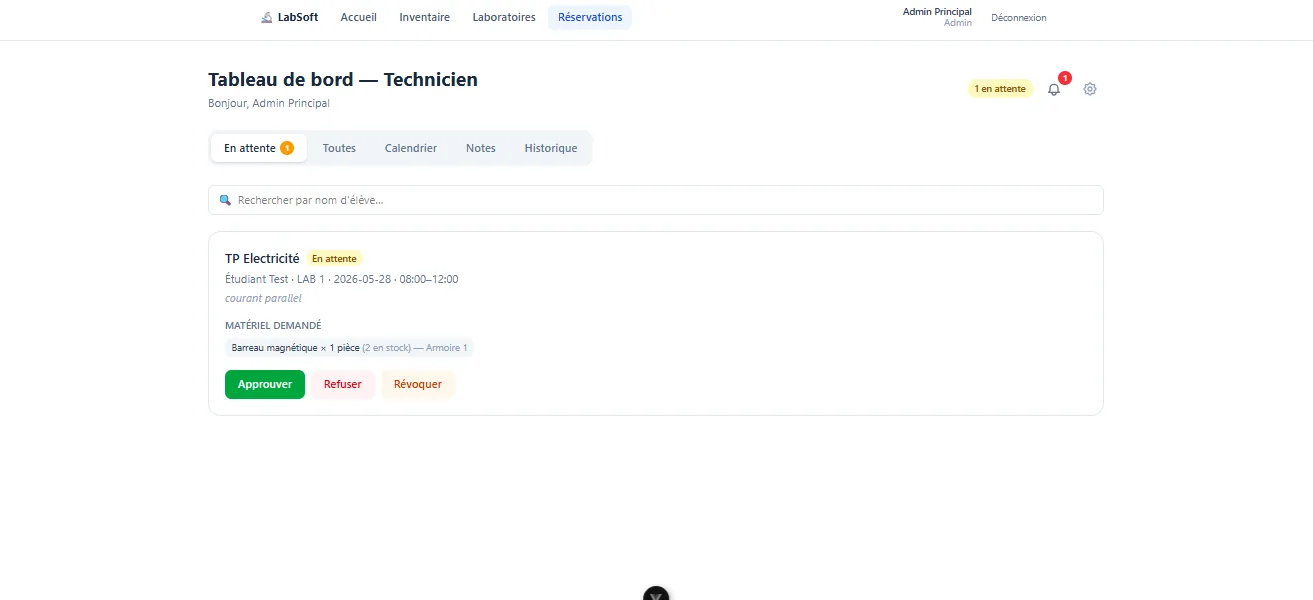 LabSoft Accueil Inventaire Laboratoires Réservations Admin Principal Déconnexion
Admin
Tableau de bord — Technicien
Bonjour, Admin Principal
1 en attente 1
En attente 1 Toutes Calendrier Notes Historique
Rechercher par nom d'élève...
TP Electricité En attente
Étudiant Test · LAB 1 · 2026-05-28 · 08:00–12:00
courant parallel
MATÉRIEL DEMANDÉ
Barreau magnétique × 1 pièce (2 en stock) — Armoire 1
Approuver Refuser Révoquer